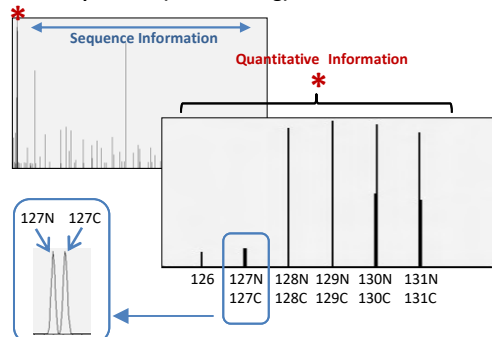 *
Sequence Information
Quantitative Information
*
127N 127C
126 127N 128N 129N 130N 131N
127C 128C 129C 130C 131C